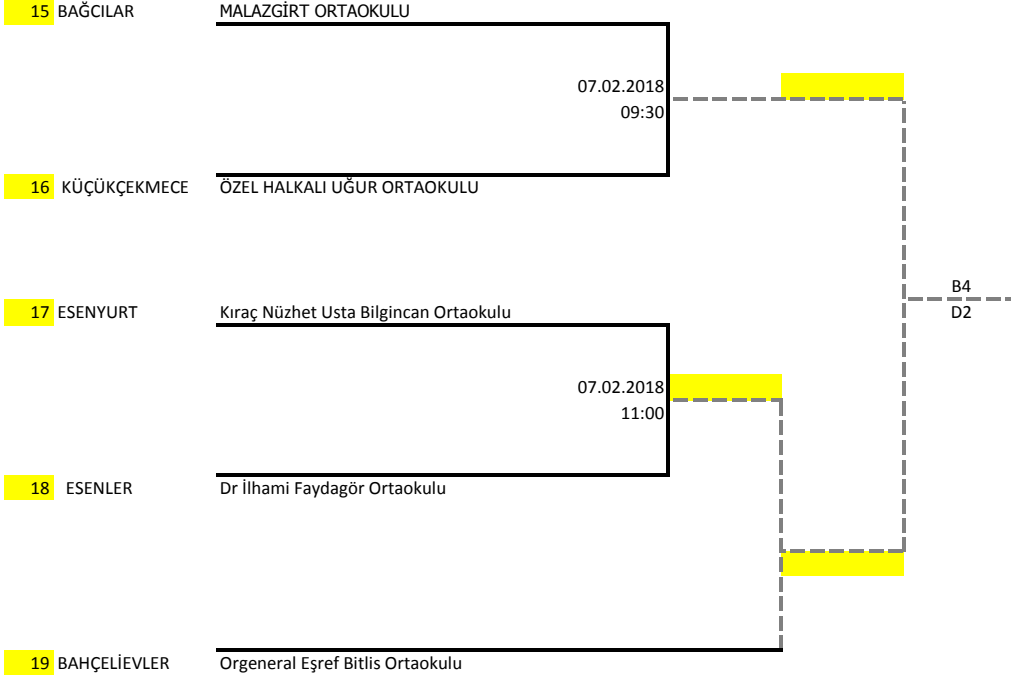 15 BAĞCILAR MALAZGİRT ORTAOKULU
07.02.2018
09:30
16 KÜÇÜKÇEKMECE ÖZEL HALKALI UĞUR ORTAOKULU
B4
17 ESENYURT Kıraç Nüzhet Usta Bilgincan Ortaokulu
D2
07.02.2018
11:00
18 ESENLER Dr İlhami Faydagör Ortaokulu
19 BAHÇELİEVLER Orgeneral Eşref Bitlis Ortaokulu